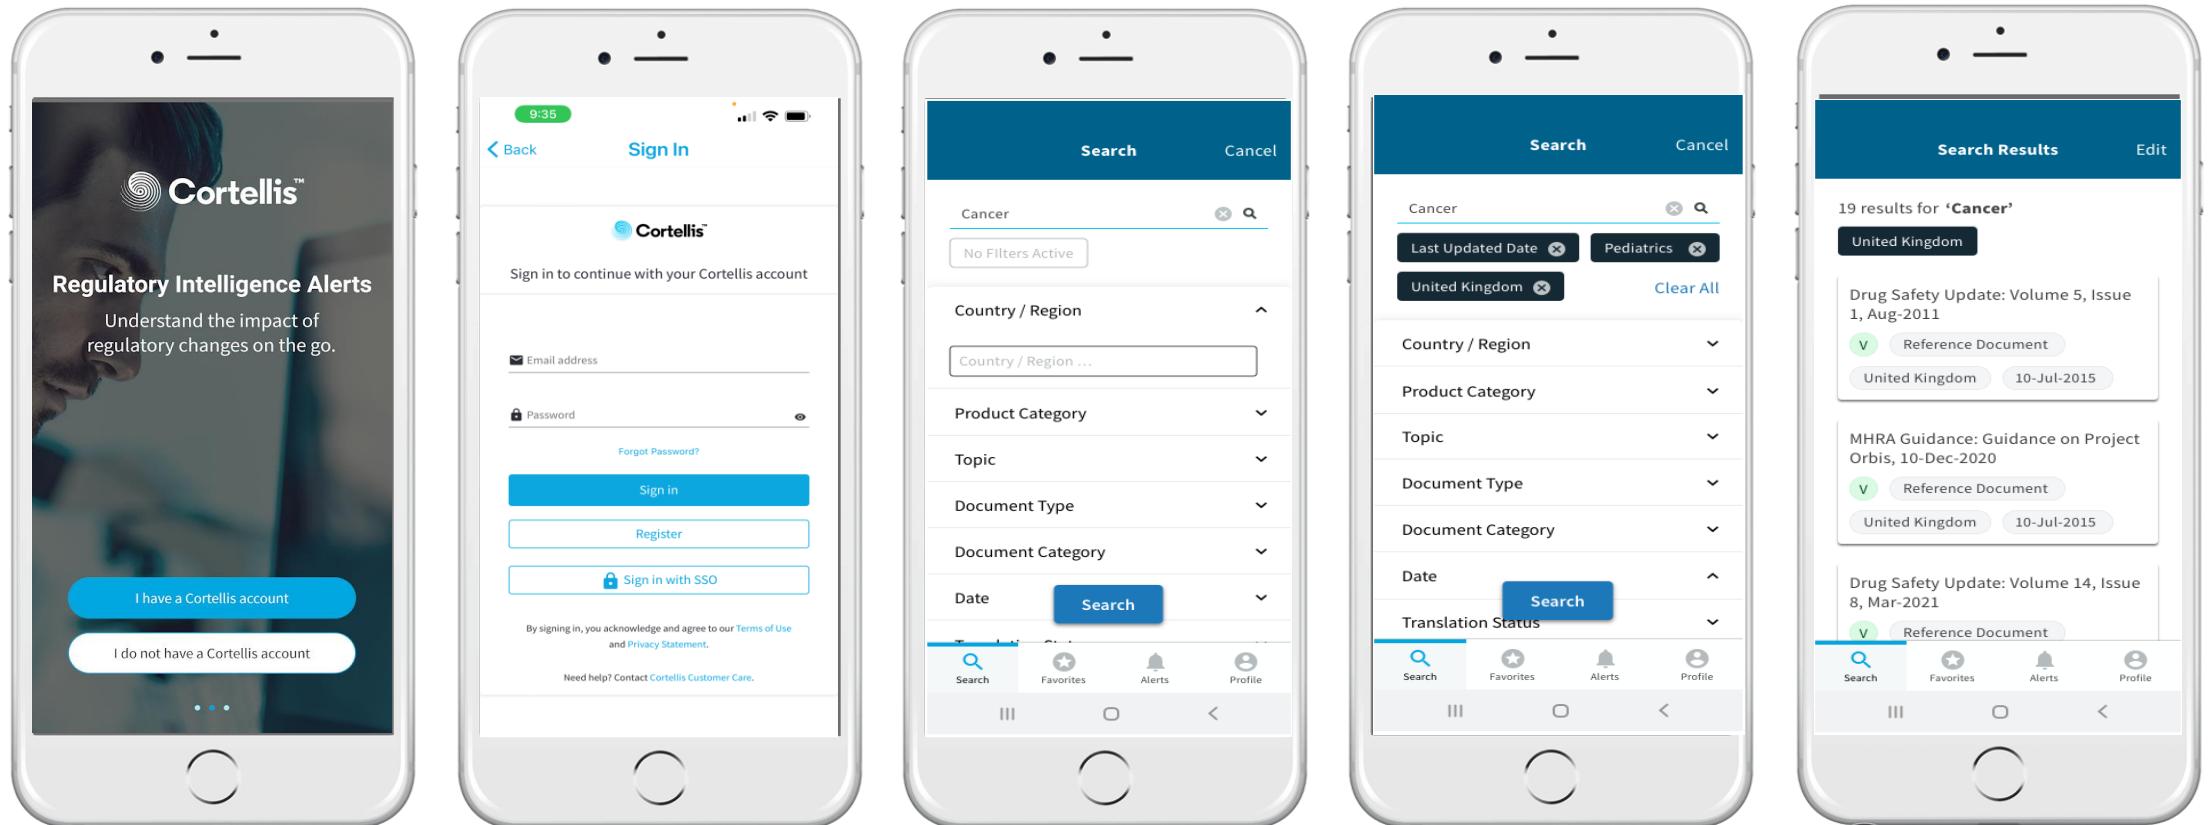 Cortellis™
Regulatory Intelligence Alerts
Understand the impact of
regulatory changes on the go.
I have a Cortellis account
I do not have a Cortellis account
9:35
Back
Sign In
Cortellis™
Sign in to continue with your Cortellis account
Email address
Password
Forgot Password?
Sign in
Register
Sign in with SSO
By signing in, you acknowledge and agree to our Terms of Use
and Privacy Statement.
Need help? Contact Cortellis Customer Care.
Search
Cancel
Cancer
No FIlters Active
Country / Region
Country / Region ...
Product Category
Topic
Document Type
Document Category
Date
Search
Search
Favorites
Alerts
Profile
Search
Cancel
Cancer
Last Updated Date
Pediatrics
United Kingdom
Clear All
Country / Region
Product Category
Topic
Document Type
Document Category
Date
Search
Translation Status
Search
Favorites
Alerts
Profile
Search Results
Edit
19 results for ‘Cancer’
United Kingdom
Drug Safety Update: Volume 5, Issue
1, Aug-2011
V
Reference Document
United Kingdom
10-Jul-2015
MHRA Guidance: Guidance on Project
Orbis, 10-Dec-2020
V
Reference Document
United Kingdom
10-Jul-2015
Drug Safety Update: Volume 14, Issue
8, Mar-2021
V
Reference Document
Search
Favorites
Alerts
Profile